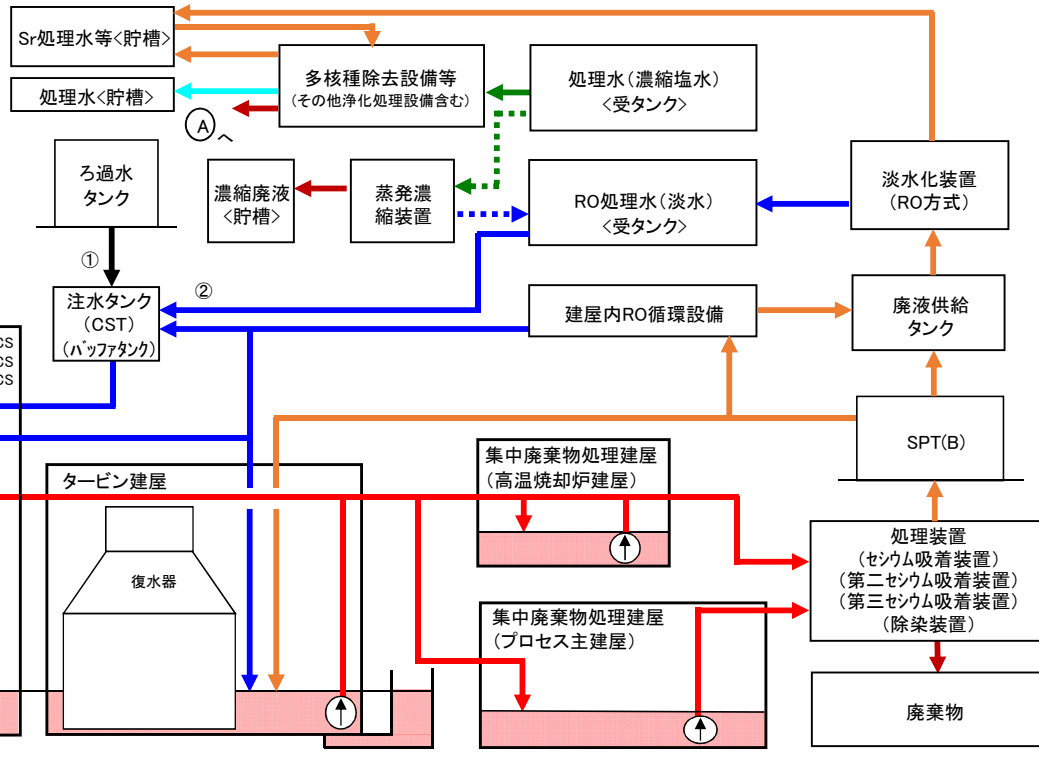 Sr処理水等<貯槽>
処理水<貯槽>
多核種除去設備等
(その他浄化処理設備含む)
Aへ
処理水(濃縮塩水)
<受タンク>
ろ過水
タンク
濃縮廃液
<貯槽>
蒸発濃
縮装置
RO処理水(淡水)
<受タンク>
淡水化装置
(RO方式)
①
②
注水タンク
(CST)
(バッファタンク)
建屋内RO循環設備
廃液供給
タンク
CS
CS
CS
SPT(B)
タービン建屋
復水器
集中廃棄物処理建屋
(高温焼却炉建屋)
集中廃棄物処理建屋
(プロセス主建屋)
処理装置
(セシウム吸着装置)
(第二セシウム吸着装置)
(第三セシウム吸着装置)
(除染装置)
廃棄物